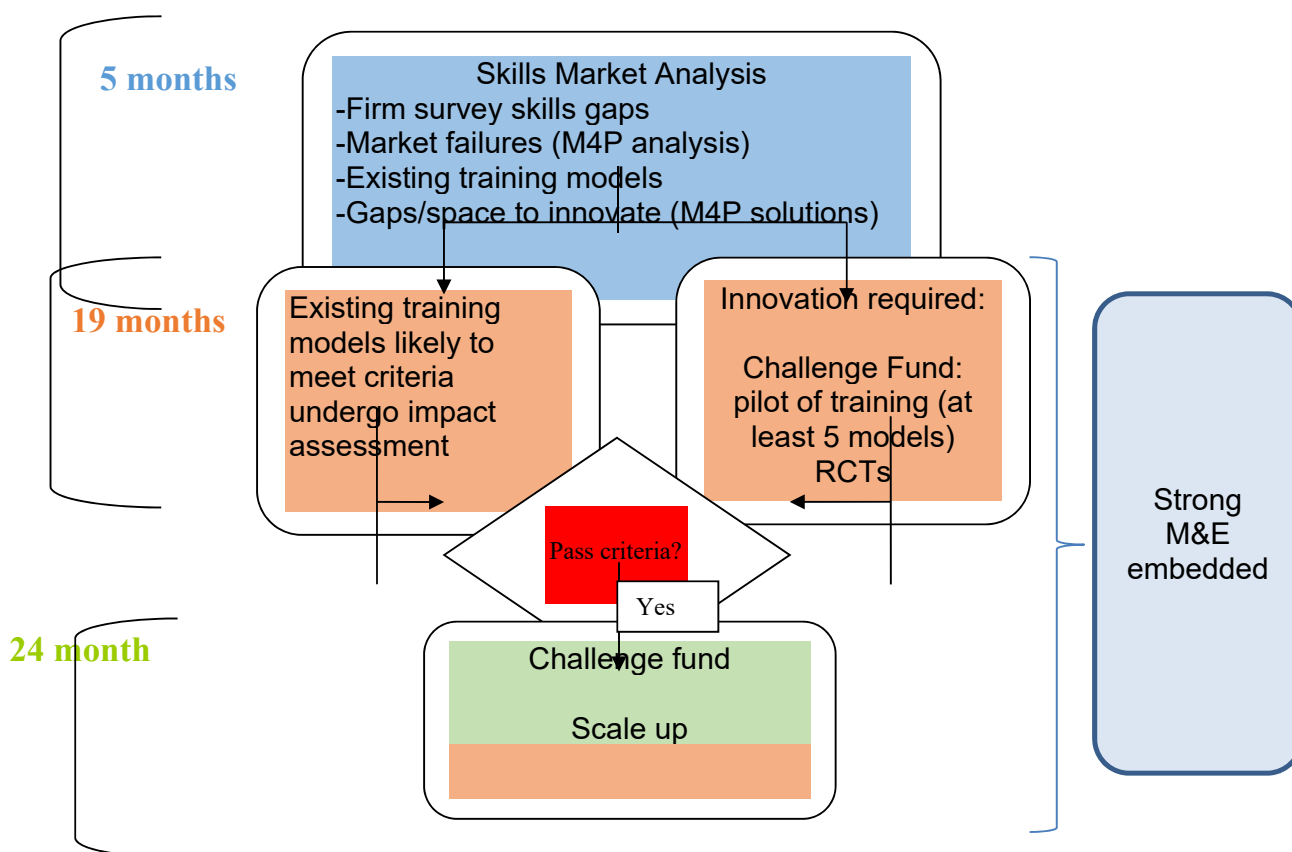 5 months
Skills Market Analysis
-Firm survey skills gaps
-Market failures (M4P analysis)
-Existing training models
-Gaps/space to innovate (M4P solutions)
19 months
Existing training
models likely to
meet criteria
undergo impact
assessment
Innovation required:
Challenge Fund:
pilot of training (at
least 5 models)
RCTs
Strong
M&E
embedded
Pass criteria?
Yes
24 month
Challenge fund
Scale up